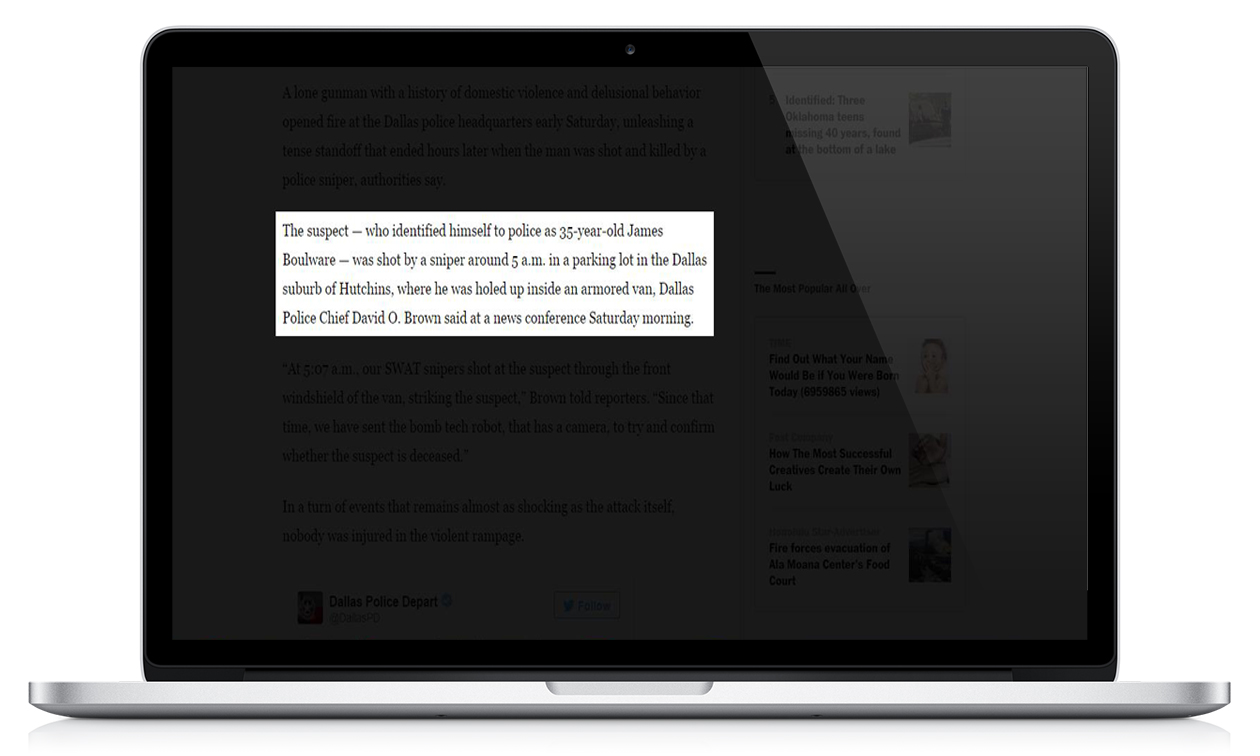 A lone gunman with a history of domestic violence and delusional behavior
opened fire at the Dallas police headquarters early Saturday, unleashing a
tense standoff that ended hours later when the man was shot and killed by a
police sniper, authorities say.
The suspect — who identified himself to police as 35-year-old James
Boulware — was shot by a sniper around 5 a.m. in a parking lot in the Dallas
suburb of Hutchins, where he was holed up inside an armored van, Dallas
Police Chief David O. Brown said at a news conference Saturday morning.
“At 5:07 a.m., our SWAT snipers shot at the suspect through the front
windshield of the van, striking the suspect,” Brown told reporters. “Since that
time, we have sent the bomb tech robot, that has a camera, to try and confirm
whether the suspect is deceased.”
In a turn of events that remains almost as shocking as the attack itself,
nobody was injured in the violent rampage.
Dallas Police Depart
@DallasPD
Follow
5 Identified: Three
Oklahoma teens
missing 40 years, found
at the bottom of a lake
The Most Popular All Over
TIME
Find Out What Your Name
Would Be if You Were Born
Today (6959865 views)
Fast Company
How The Most Successful
Creatives Create Their Own
Luck
Honolulu Star-Advertiser
Fire forces evacuation of
Ala Moana Center's Food
Court